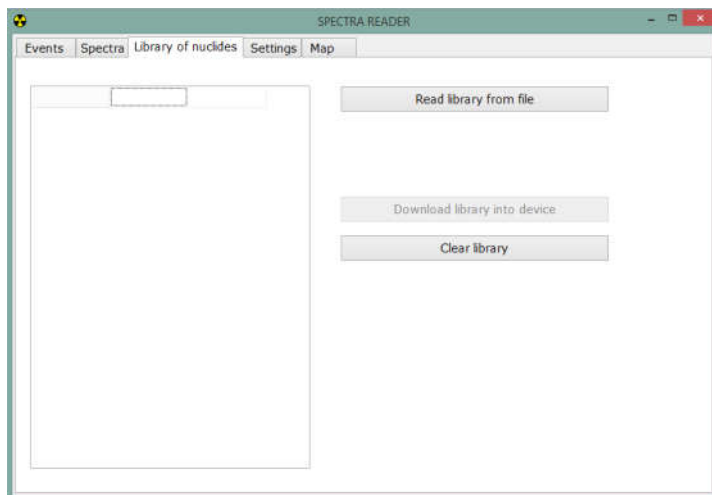 SPECTRA READER
Events Spectra Library of nuclides Settings Map
Read library from file
Download library into device
Clear library